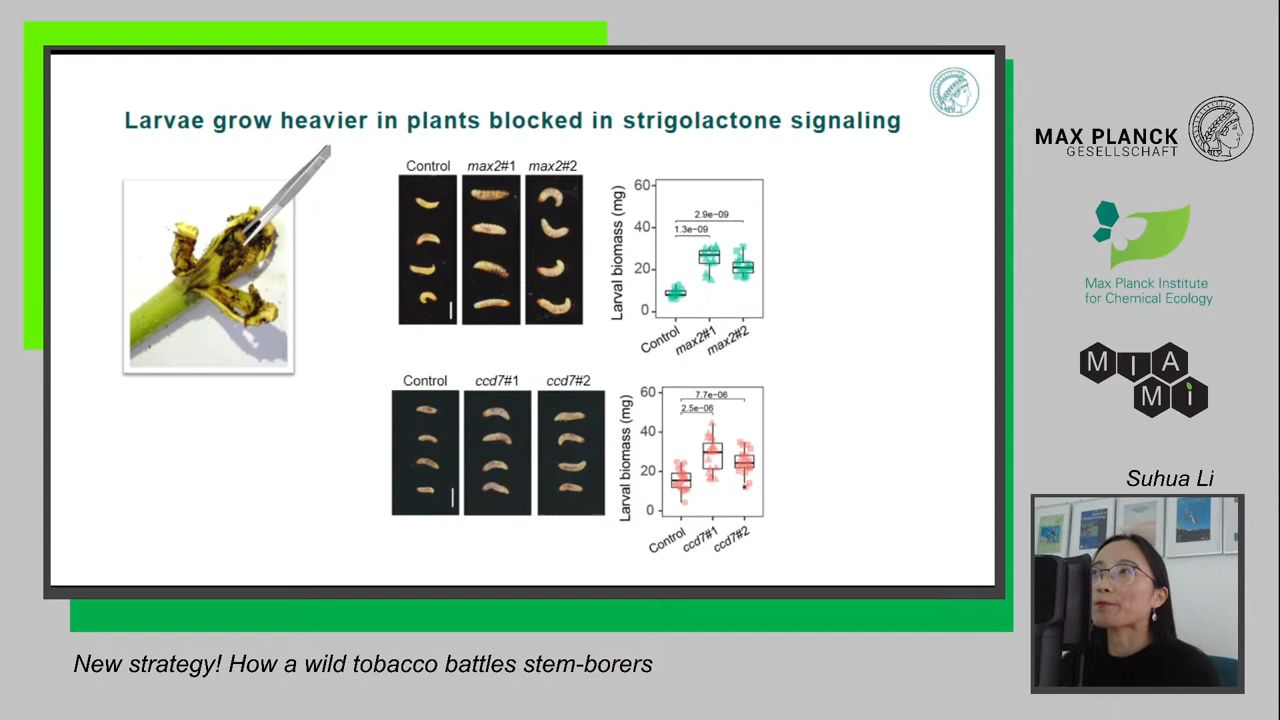 Larvae grow heavier in plants blocked in strigolactone signaling
Control max2#1 max2#2
Larval biomass (mg)
60
40
20
0
2.9e−09
1.3e−09
Control
max2#1
max2#2
Control ccd7#1 ccd7#2
Larval biomass (mg)
60
40
20
0
7.7e−06
2.5e−06
Control
ccd7#1
ccd7#2
MAX PLANCK
GESELLSCHAFT
Max Planck Institute
for Chemical Ecology
M I A
M i
Suhua Li
New strategy! How a wild tobacco battles stem-borers